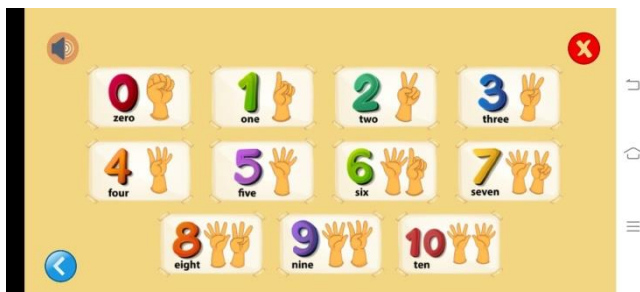 0 1 2 3
zero one two three
4 5 6 7
four five six seven
8 9 10
eight nine ten